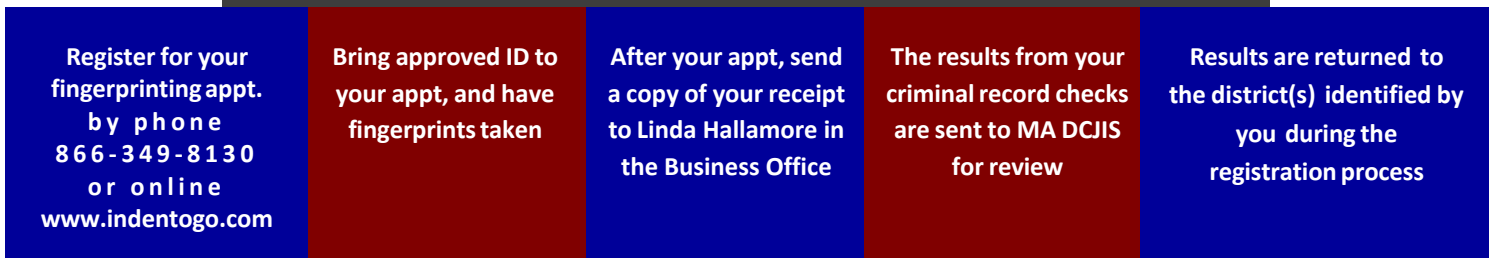 Register for your
fingerprinting appt.
by phone
866-349-8130
or online
www.indentogo.com
Bring approved ID to
your appt, and have
fingerprints taken
After your appt, send
a copy of your receipt
to Linda Hallamore in
the Business Office
The results from your
criminal record checks
are sent to MA DCJIS
for review
Results are returned to
the district(s) identified by
you during the
registration process